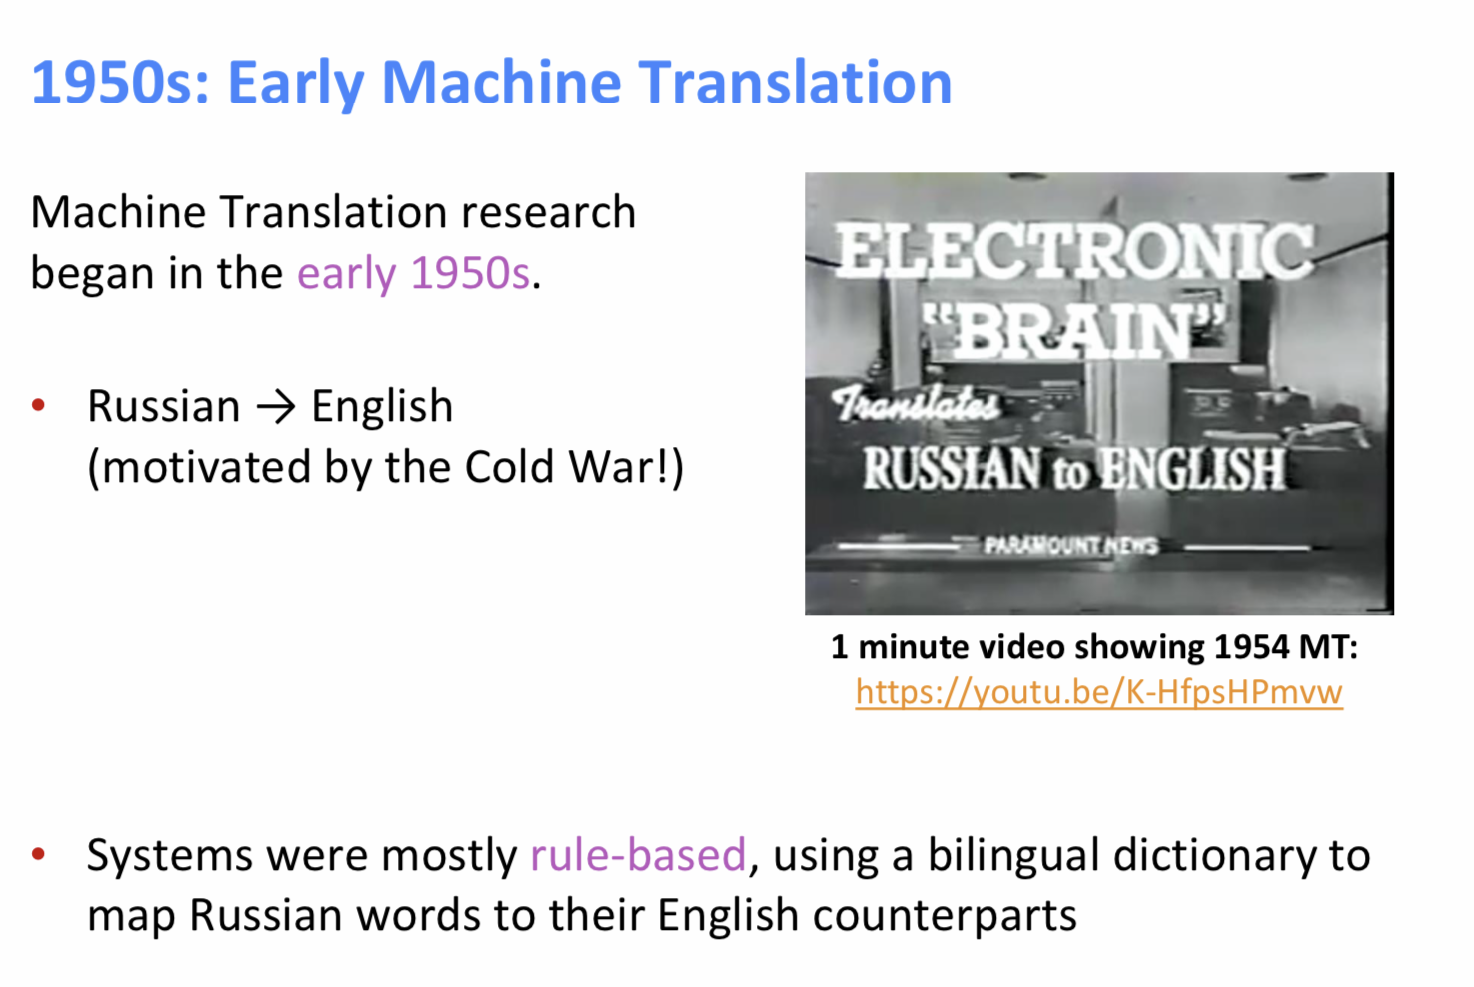 1950s: Early Machine Translation
Machine Translation research
began in the early 1950s.
• Russian → English
(motivated by the Cold War!)
ELECTRONIC
"BRAIN"
Translates
RUSSIAN to ENGLISH
PARAMOUNT NEWS
1 minute video showing 1954 MT:
https://youtu.be/K-HfpsHPmvw
• Systems were mostly rule-based, using a bilingual dictionary to
map Russian words to their English counterparts